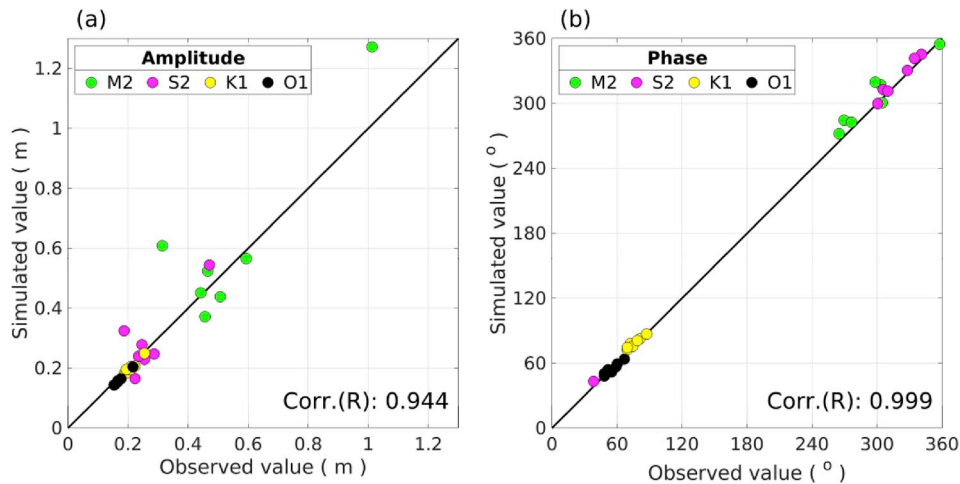 (a)
Amplitude
M2 S2 K1 O1
1.2
1
0.8
0.6
0.4
0.2
0
Simulated value ( m )
Corr.(R): 0.944
0 0.2 0.4 0.6 0.8 1 1.2
Observed value ( m )
(b)
Phase
M2 S2 K1 O1
360
300
240
180
120
60
0
Simulated value ( o )
Corr.(R): 0.999
0 60 120 180 240 300 360
Observed value ( o )